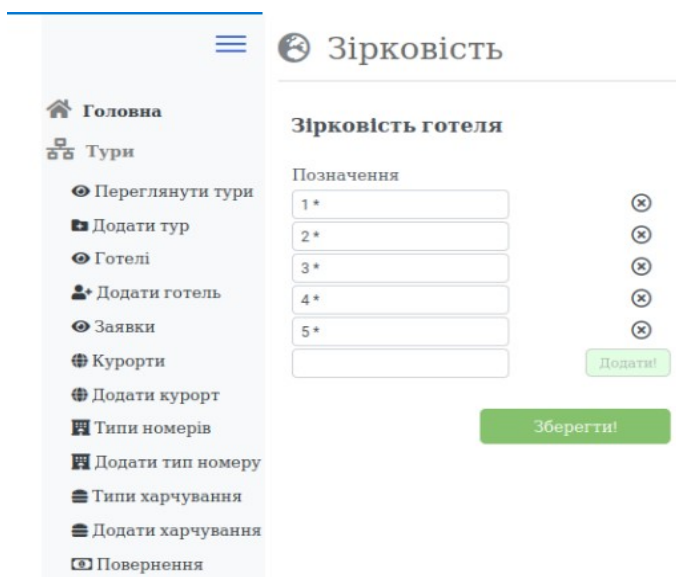 Зірковість
Головна
Тури
Переглянути тури
Додати тур
Готелі
Додати готель
Заявки
Курорти
Додати курорт
Типи номерів
Додати тип номеру
Типи харчування
Додати харчування
Повернення
Зірковість готеля
Позначення
1 *
2 *
3 *
4 *
5 *
Додати!
Зберегти!